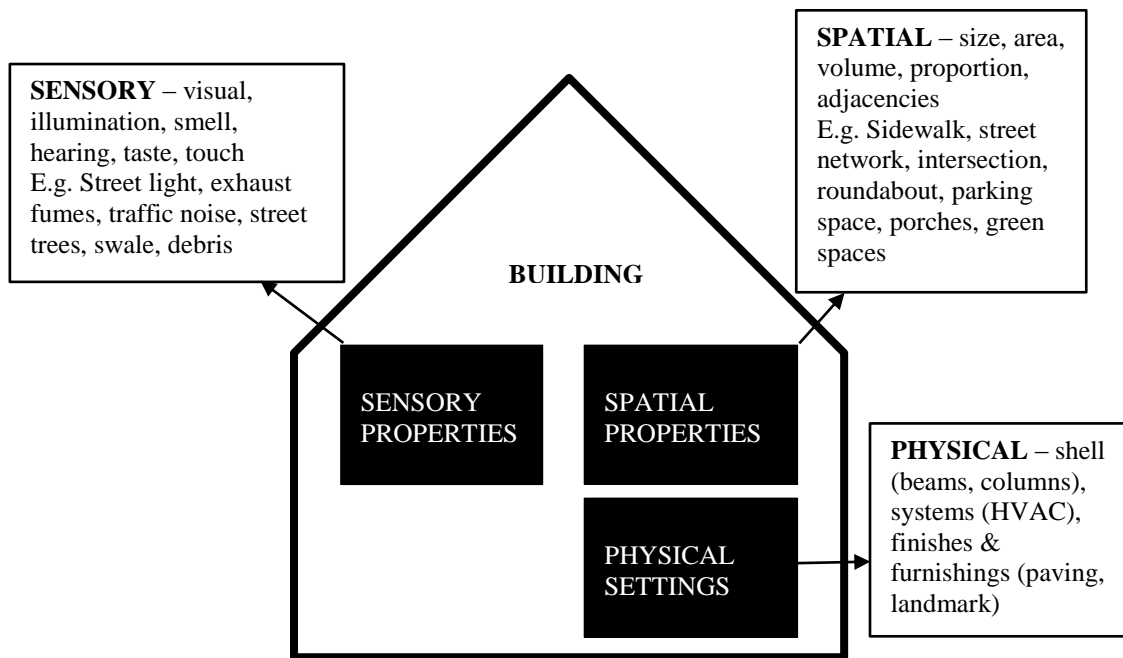 SPATIAL – size, area,
volume, proportion,
adjacencies
E.g. Sidewalk, street
network, intersection,
roundabout, parking
space, porches, green
spaces
SENSORY – visual,
illumination, smell,
hearing, taste, touch
E.g. Street light, exhaust
fumes, traffic noise, street
trees, swale, debris
BUILDING
SENSORY
PROPERTIES
SPATIAL
PROPERTIES
PHYSICAL – shell
(beams, columns),
systems (HVAC),
finishes &
furnishings (paving,
landmark)
PHYSICAL
SETTINGS